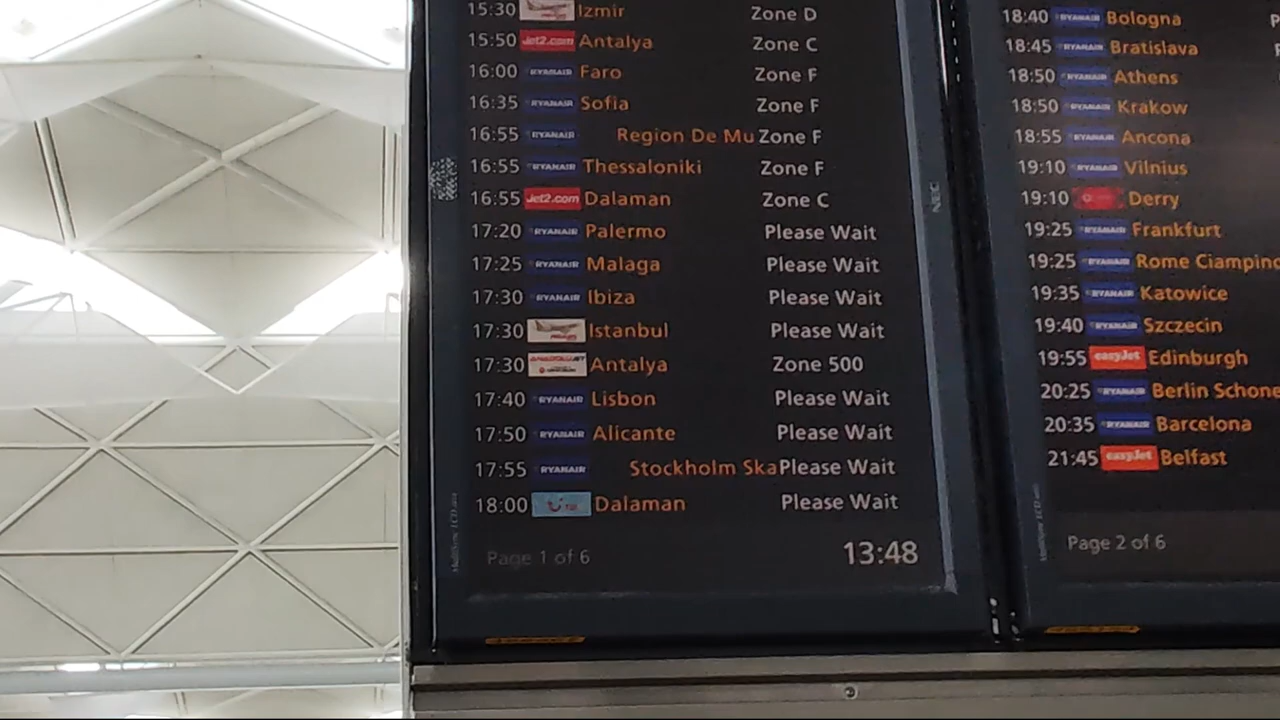 15:30 Izmir Zone D
15:50 Jet2.com Antalya Zone C
16:00 RYANAIR Faro Zone F
16:35 RYANAIR Sofia Zone F
16:55 RYANAIR Region De Mu Zone F
16:55 RYANAIR Thessaloniki Zone F
16:55 Jet2.com Dalaman Zone C
17:20 RYANAIR Palermo Please Wait
17:25 RYANAIR Malaga Please Wait
17:30 RYANAIR Ibiza Please Wait
17:30 Istanbul Please Wait
17:30 ANADOLUJET Antalya Zone 500
17:40 RYANAIR Lisbon Please Wait
17:50 RYANAIR Alicante Please Wait
17:55 RYANAIR Stockholm Ska Please Wait
18:00 TUI Dalaman Please Wait
Page 1 of 6 13:48
NEC
MultiSync LCD
18:40 RYANAIR Bologna P
18:45 RYANAIR Bratislava
18:50 RYANAIR Athens
18:50 RYANAIR Krakow
18:55 RYANAIR Ancona
19:10 RYANAIR Vilnius
19:10 Derry
19:25 RYANAIR Frankfurt
19:25 RYANAIR Rome Ciampino
19:35 RYANAIR Katowice
19:40 RYANAIR Szczecin
19:55 easyJet Edinburgh
20:25 RYANAIR Berlin Schone
20:35 RYANAIR Barcelona
21:45 easyJet Belfast
Page 2 of 6
MultiSync LCD